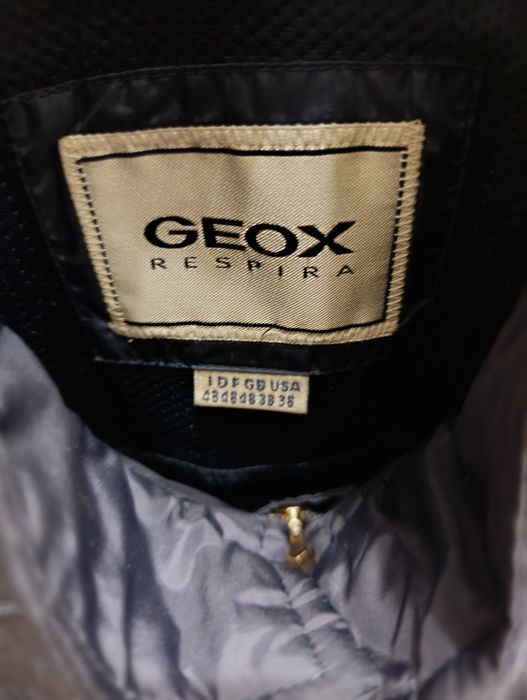 GEOX
RESPIRA
I D F GB USA
48 48 48 38 38